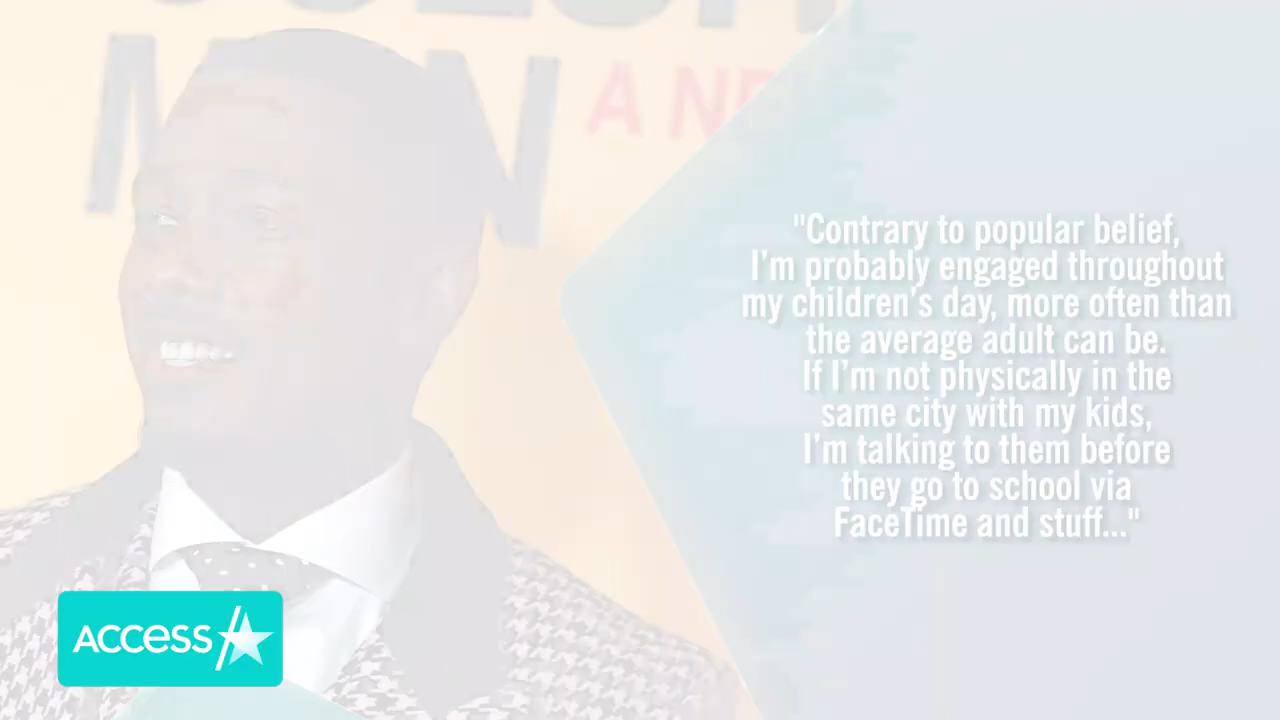 A NE
"Contrary to popular belief,
I'm probably engaged throughout
my children's day, more often than
the average adult can be.
If I'm not physically in the
same city with my kids,
I'm talking to them before
they go to school via
FaceTime and stuff..."
ACCESS